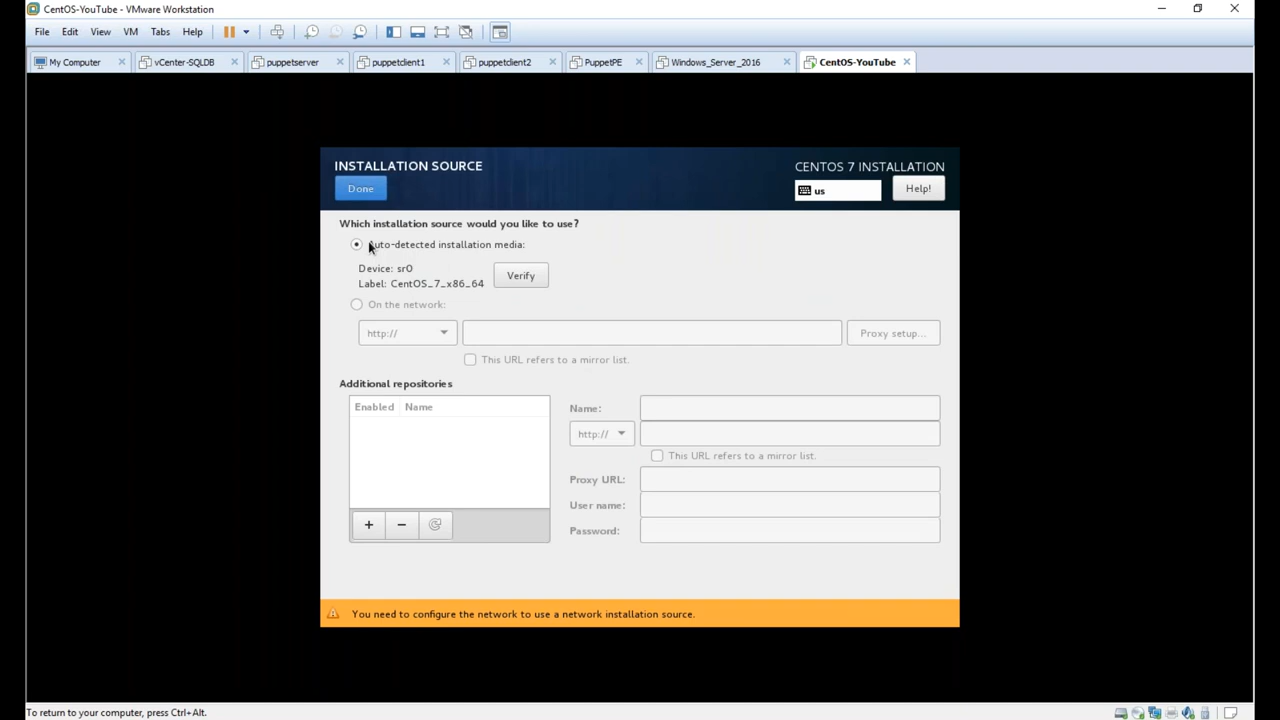 CentOS-YouTube - VMware Workstation
File Edit View VM Tabs Help
My Computer vCenter-SQLDB puppetserver puppetclient1 puppetclient2 PuppetPE Windows_Server_2016 CentOS-YouTube
INSTALLATION SOURCE CENTOS 7 INSTALLATION
Done us Help!
Which installation source would you like to use?
Auto-detected installation media:
Device: sr0
Label: CentOS_7_x86_64 Verify
On the network:
http:// Proxy setup...
This URL refers to a mirror list.
Additional repositories
Enabled Name Name:
http://
This URL refers to a mirror list.
Proxy URL:
User name:
Password:
You need to configure the network to use a network installation source.
To return to your computer, press Ctrl+Alt.